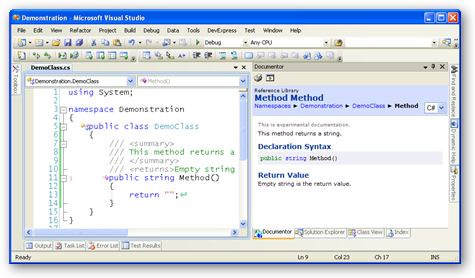 Demonstration - Microsoft Visual Studio
File Edit View Refactor Project Build Debug Data Tools DevExpress Test Window Help
Debug Any CPU
DemoClass.cs
Demonstration.DemoClass Method()
1 using System;
2
3 namespace Demonstration
4 {
5 public class DemoClass
6 {
7 /// <summary>
8 /// This method returns a
9 /// </summary>
10 /// <returns>Empty string
11 public string Method()
12 {
13 return "";
14 }
15 }
16 }
Toolbox
Documentor
Reference Library
Method Method
Namespaces ▸ Demonstration ▸ DemoClass ▸ Method
C#
This is experimental documentation.
This method returns a string.
Declaration Syntax
public string Method()
Return Value
Empty string is the return value.
Documentor Solution Explorer Class View Index
Find and Replace
Dynamic Help
Properties
Output Task List Error List Test Results
Ready Ln 9 Col 23 Ch 17 INS